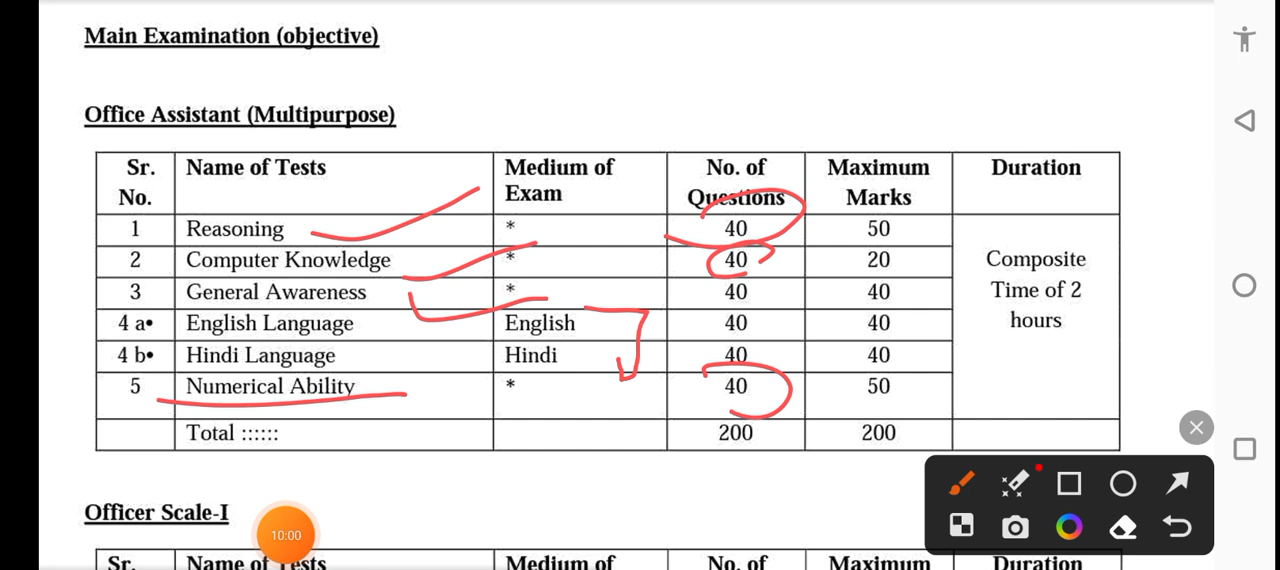 Main Examination (objective)
Office Assistant (Multipurpose)
Sr. No. Name of Tests Medium of Exam No. of Questions Maximum Marks Duration
1 Reasoning * 40 50
2 Computer Knowledge * 40 20
3 General Awareness * 40 40
4 a• English Language English 40 40
4 b• Hindi Language Hindi 40 40
5 Numerical Ability * 40 50
Composite Time of 2 hours
Total :::::: 200 200
Officer Scale-I
10:00
Sr. Name of Tests Medium of No. of Maximum Duration